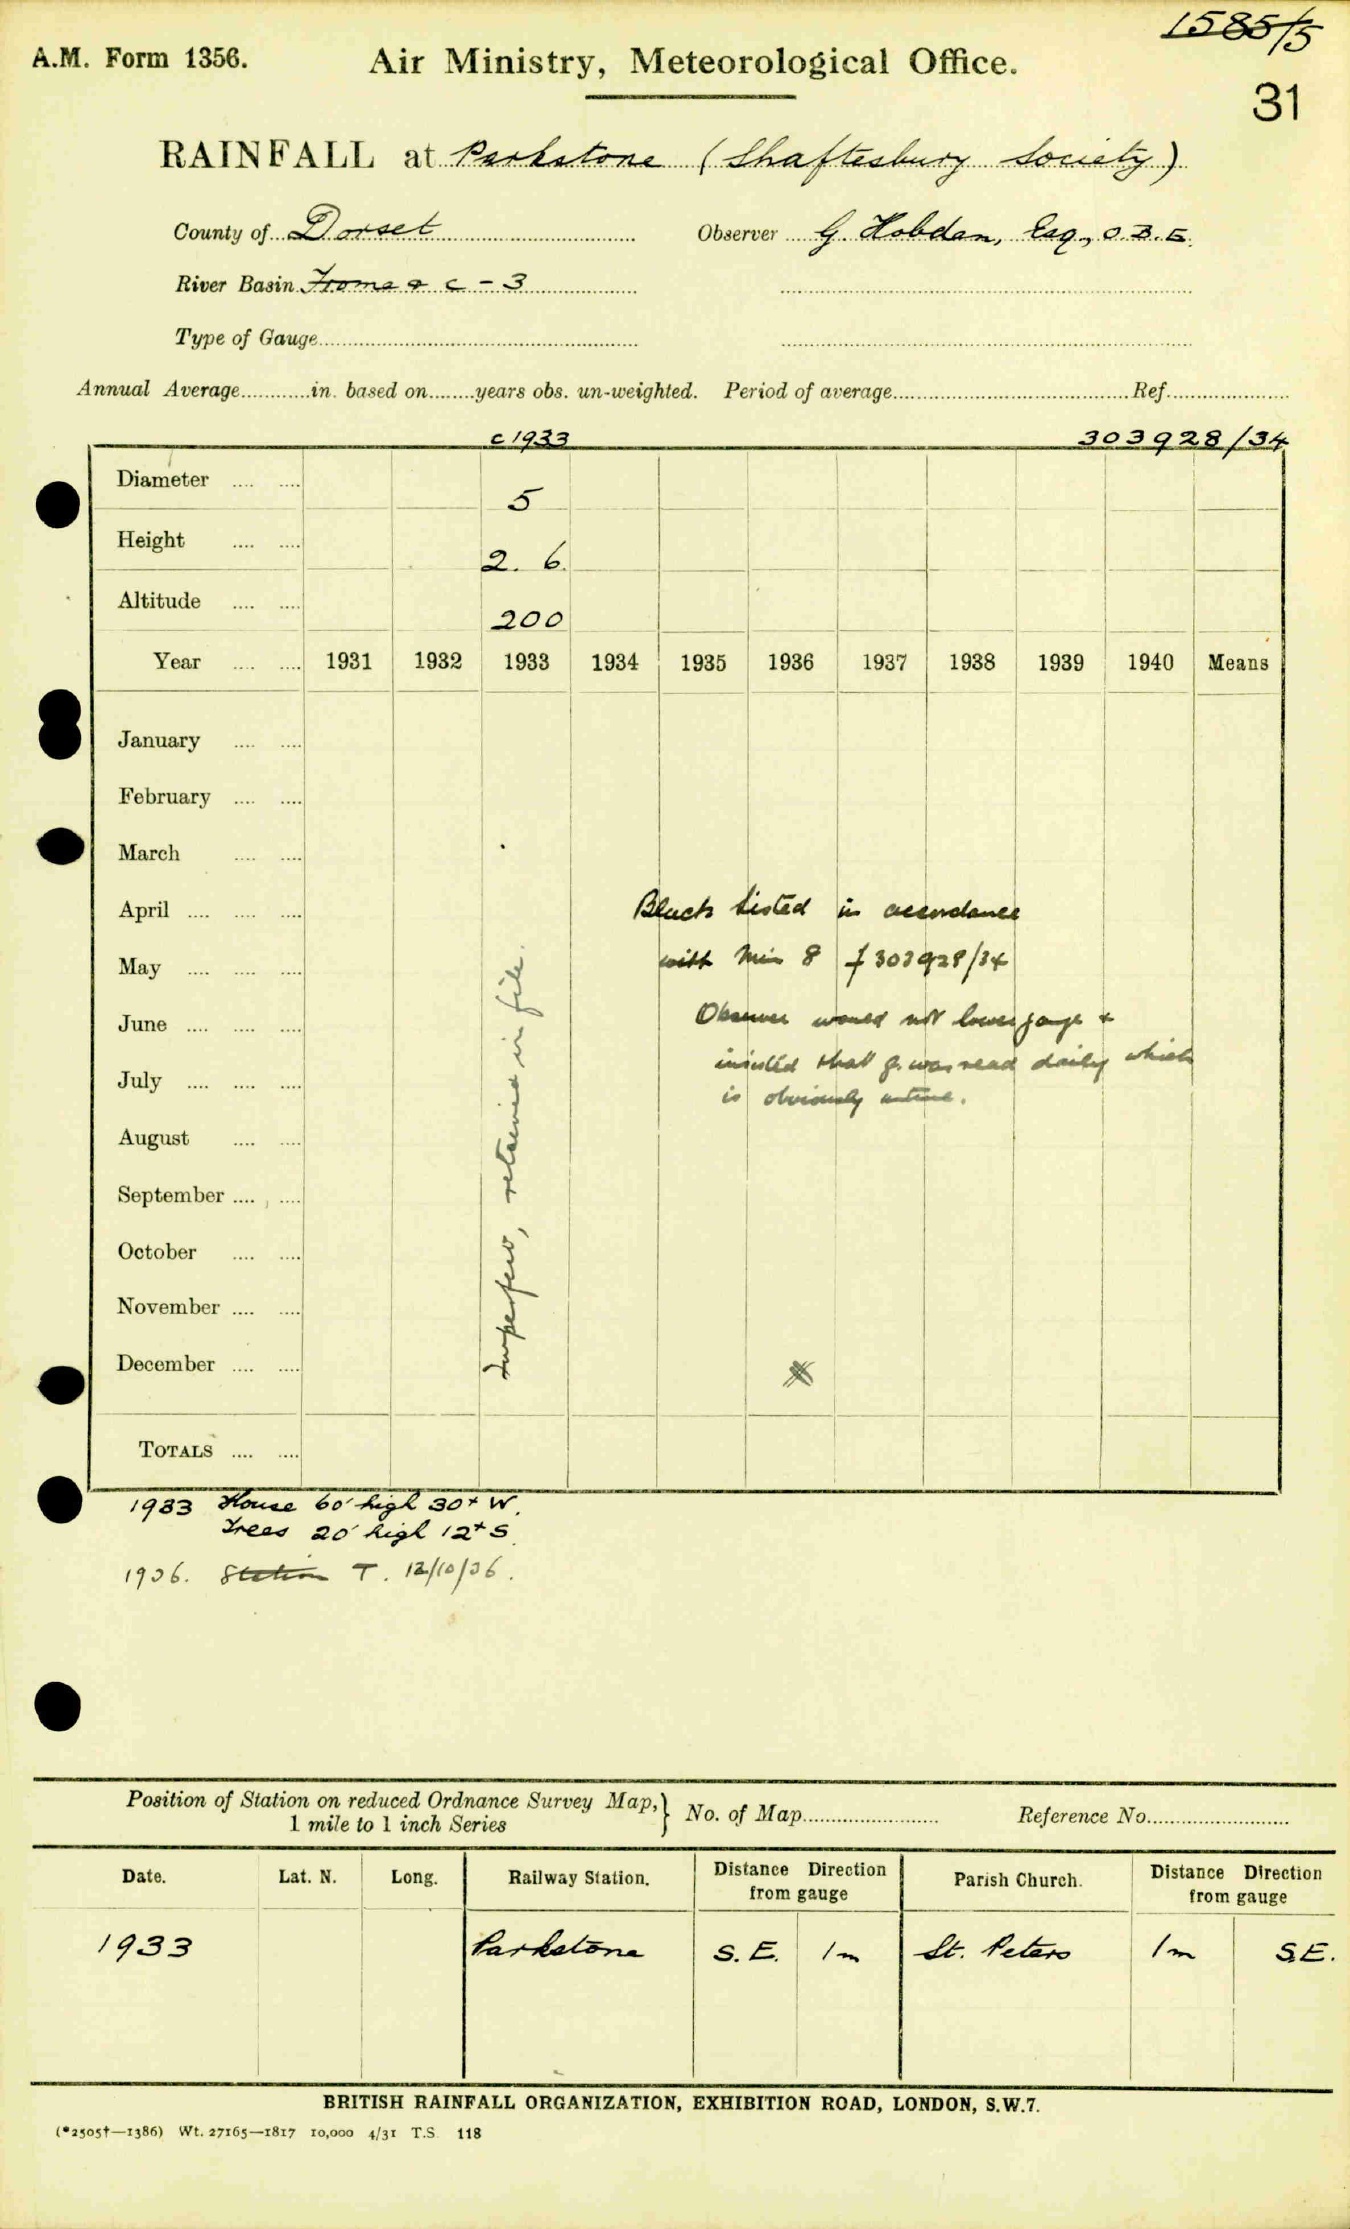 1585/5
A.M. Form 1356. Air Ministry, Meteorological Office.
31
RAINFALL at Parkstone (Shaftesbury Society)
County of Dorset Observer G. Hobden, Esq., O.B.E.
River Basin Frome & c - 3
Type of Gauge
Annual Average............in. based on........years obs. un-weighted. Period of average........................Ref....................
c 1933 303928/34
Diameter .... .... 5
Height .... .... 2. 6.
Altitude .... .... 200
Year .... .... 1931 1932 1933 1934 1935 1936 1937 1938 1939 1940 Means
January .... ....
February .... ....
March .... ....
April .... .... .... Black Listed in accordance
May .... .... .... with Min 8 of 303928/34
June .... .... .... Observer would not lower gauge &
July .... .... .... insisted that g. was read daily which
is obviously untrue.
August .... ....
September .... ....
October .... ....
November .... ....
December .... ....
Imperfect, retained in file.
TOTALS .... ....
1933 House 60' high 30+ W.
Trees 20' high 12+ S.
1936. Station T. 12/10/36.
Position of Station on reduced Ordnance Survey Map,} No. of Map........................ Reference No.........................
1 mile to 1 inch Series
Date. Lat. N. Long. Railway Station. Distance Direction from gauge Parish Church. Distance Direction from gauge
1933 Parkstone S.E. 1m St. Peters 1m S.E.
BRITISH RAINFALL ORGANIZATION, EXHIBITION ROAD, LONDON, S.W.7.
(*2505†—1386) Wt. 27165—1817 10,000 4/31 T.S. 118